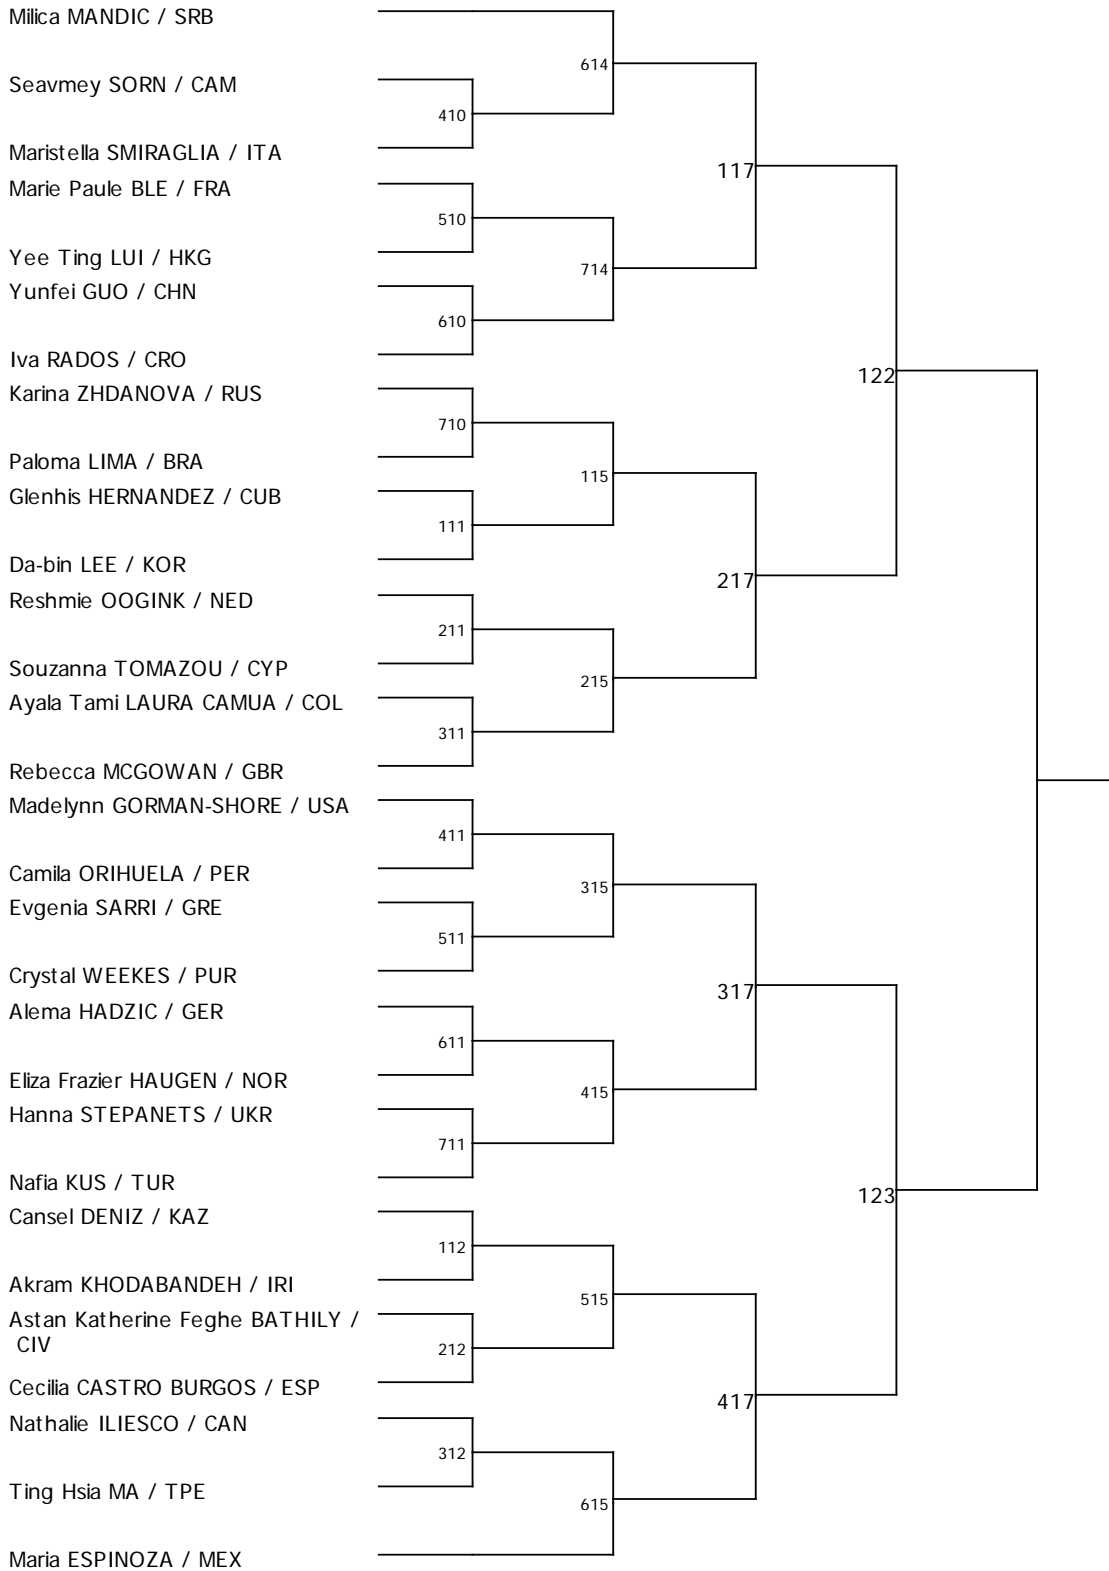 Milica MANDIC / SRB
614
Seavmey SORN / CAM
410
Maristella SMIRAGLIA / ITA
117
Marie Paule BLE / FRA
510
Yee Ting LUI / HKG
714
Yunfei GUO / CHN
610
Iva RADOS / CRO
122
Karina ZHDANOVA / RUS
710
Paloma LIMA / BRA
115
Glenhis HERNANDEZ / CUB
111
Da-bin LEE / KOR
217
Reshmie OOGINK / NED
211
Souzanna TOMAZOU / CYP
215
Ayala Tami LAURA CAMUA / COL
311
Rebecca MCGOWAN / GBR
Madelynn GORMAN-SHORE / USA
411
Camila ORIHUELA / PER
315
Evgenia SARRI / GRE
511
Crystal WEEKES / PUR
317
Alema HADZIC / GER
611
Eliza Frazier HAUGEN / NOR
415
Hanna STEPANETS / UKR
711
Nafia KUS / TUR
123
Cansel DENIZ / KAZ
112
Akram KHODABANDEH / IRI
515
Astan Katherine Feghe BATHILY /
CIV
212
Cecilia CASTRO BURGOS / ESP
417
Nathalie ILIESCO / CAN
312
Ting Hsia MA / TPE
615
Maria ESPINOZA / MEX